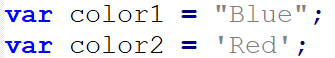 var color1 = "Blue";
var color2 = 'Red';